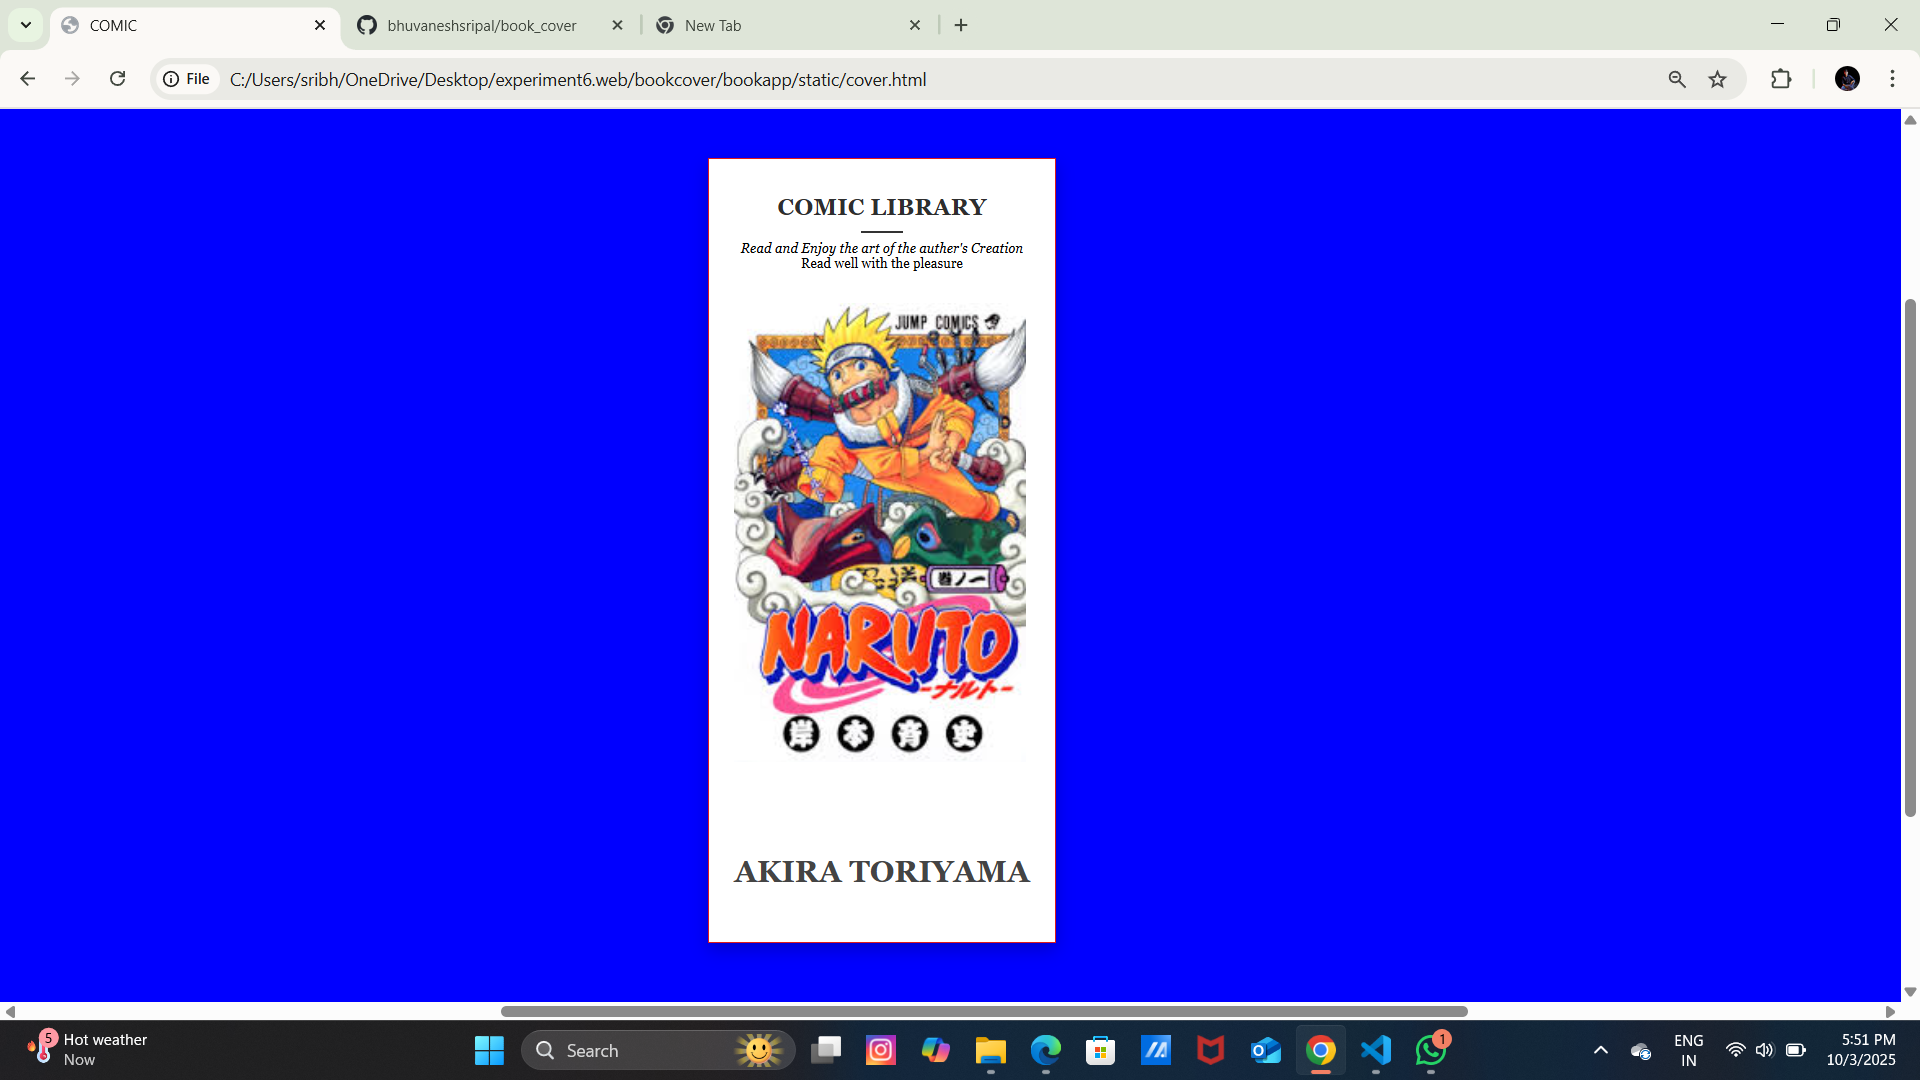 COMIC
bhuvaneshsripal/book_cover
New Tab
File
C:/Users/sribh/OneDrive/Desktop/experiment6.web/bookcover/bookapp/static/cover.html
COMIC LIBRARY
Read and Enjoy the art of the auther's Creation
Read well with the pleasure
JUMP COMICS
巻ノ一
NARUTO
-ナルト-
岸本斉史
AKIRA TORIYAMA
5
Hot weather
Now
Search
1
ENG
IN
5:51 PM
10/3/2025